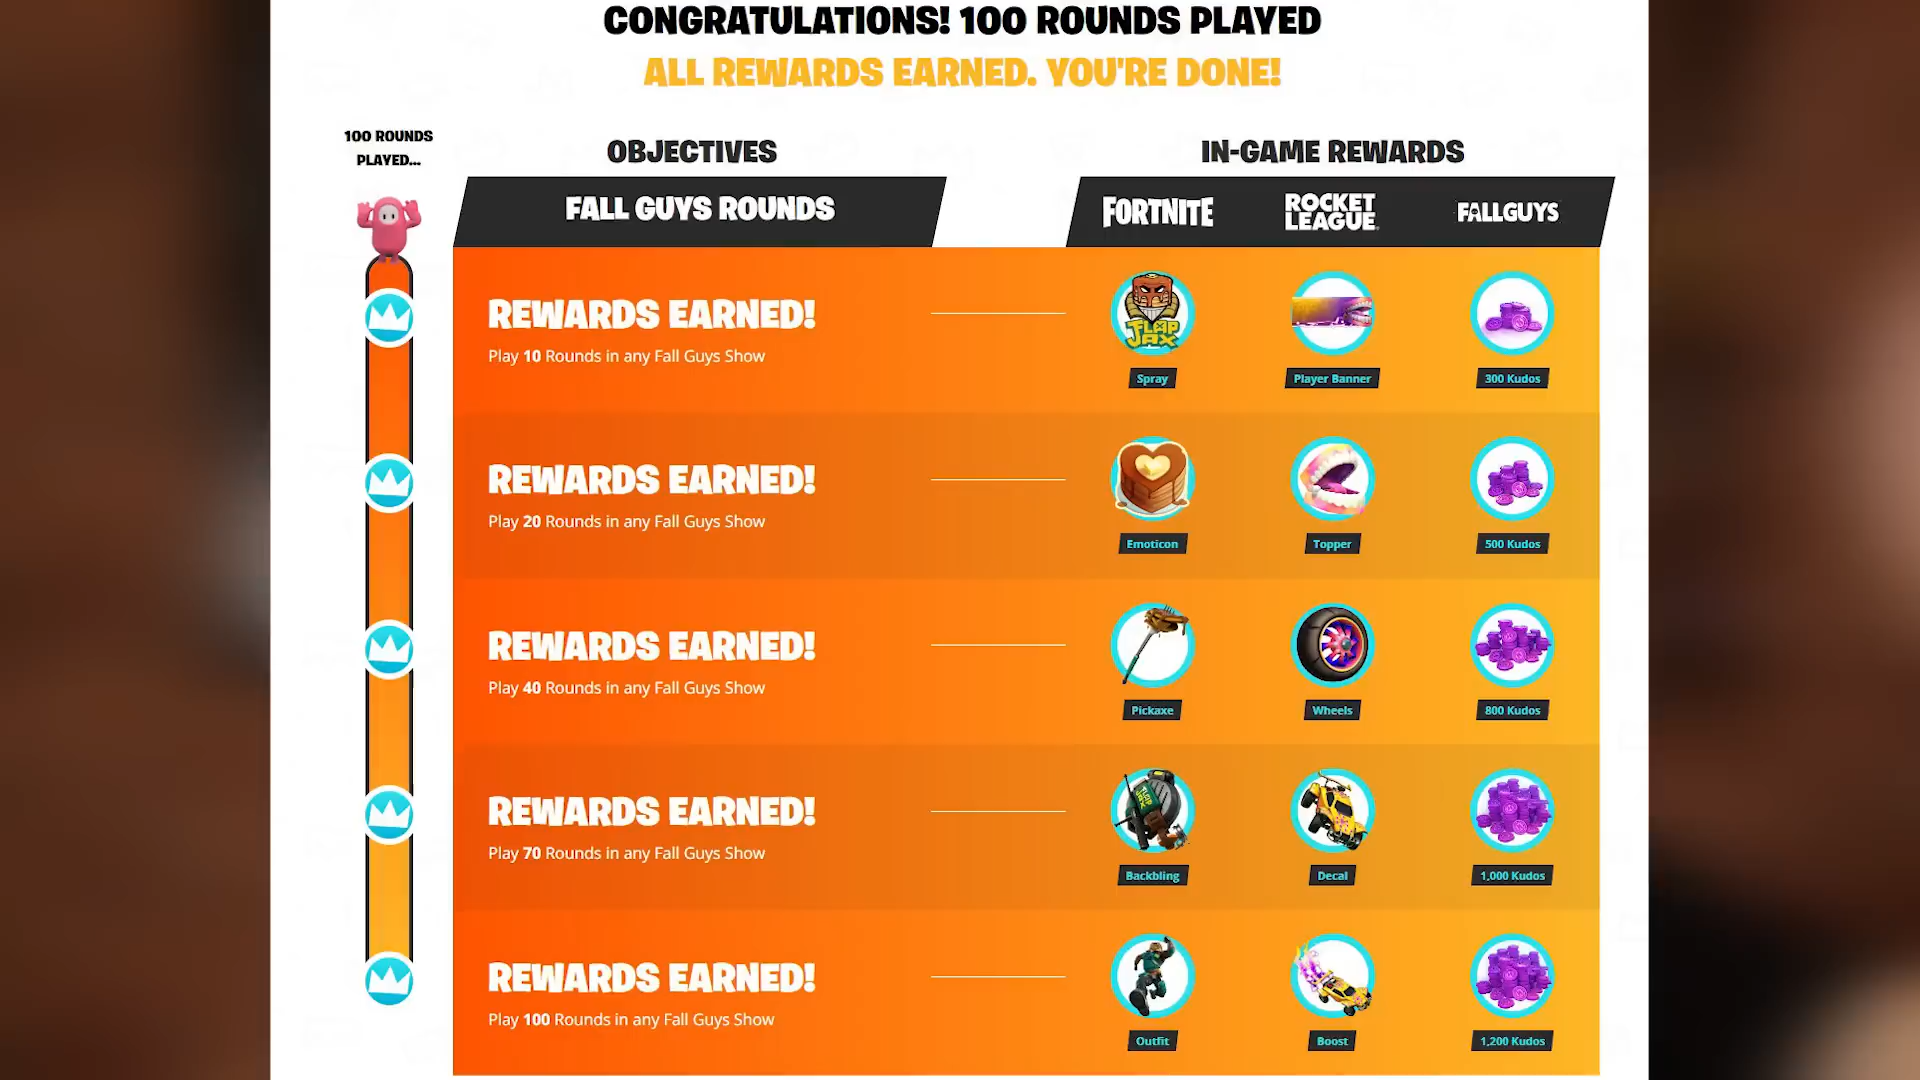 CONGRATULATIONS! 100 ROUNDS PLAYED
ALL REWARDS EARNED. YOU'RE DONE!
100 ROUNDS
PLAYED...
OBJECTIVES
IN-GAME REWARDS
FALL GUYS ROUNDS
FORTNITE
ROCKET
LEAGUE
FALL GUYS
REWARDS EARNED!
Play 10 Rounds in any Fall Guys Show
FLAP
JAX
Spray
Player Banner
300 Kudos
REWARDS EARNED!
Play 20 Rounds in any Fall Guys Show
Emoticon
Topper
500 Kudos
REWARDS EARNED!
Play 40 Rounds in any Fall Guys Show
Pickaxe
Wheels
800 Kudos
REWARDS EARNED!
Play 70 Rounds in any Fall Guys Show
FLAP
JAX
Backbling
Decal
1,000 Kudos
REWARDS EARNED!
Play 100 Rounds in any Fall Guys Show
Outfit
Boost
1,200 Kudos